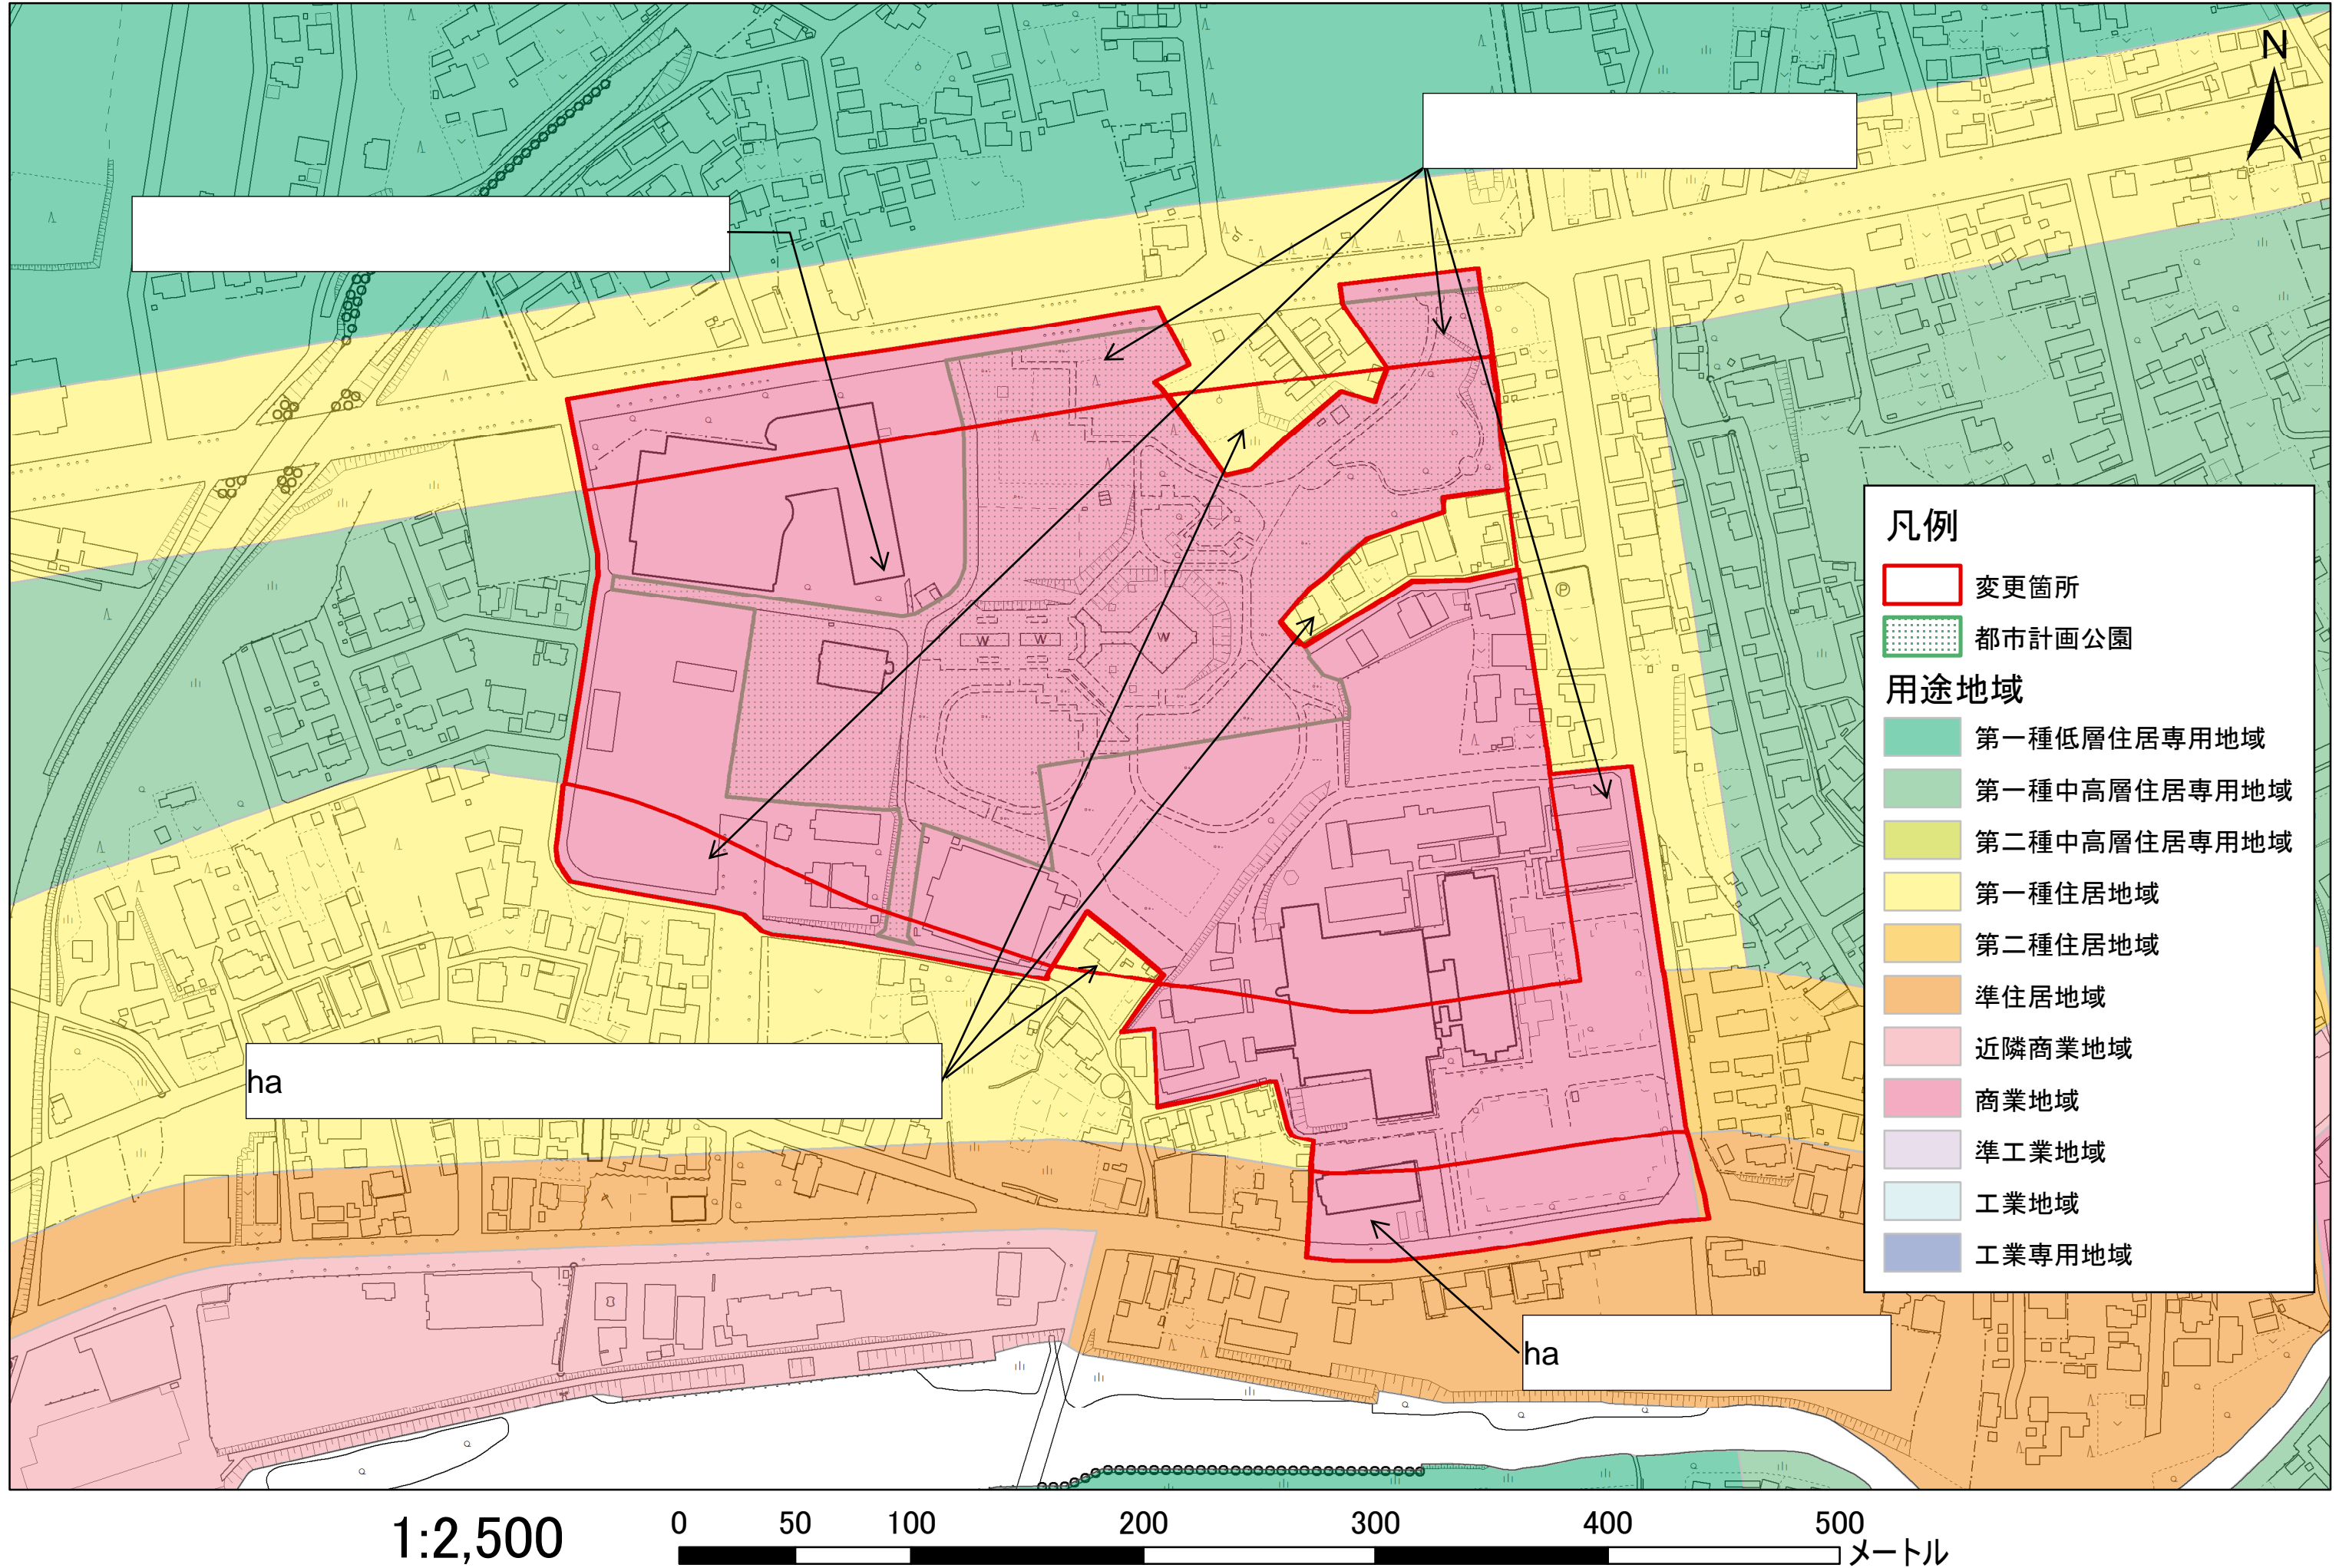 N
凡例
変更箇所
都市計画公園
用途地域
第一種低層住居専用地域
第一種中高層住居専用地域
第二種中高層住居専用地域
第一種住居地域
第二種住居地域
準住居地域
近隣商業地域
商業地域
準工業地域
工業地域
工業専用地域
P
W W W
ha
ha
1:2,500
0 50 100 200 300 400 500
メートル